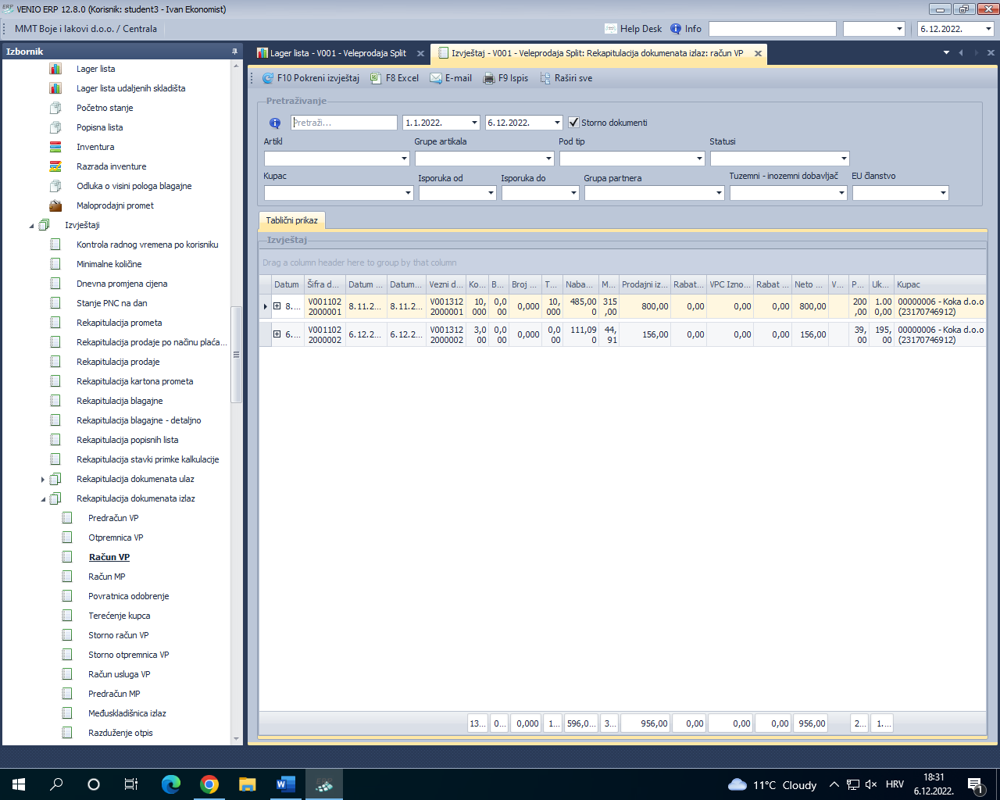 VENIO ERP 12.8.0 (Korisnik: student3 - Ivan Ekonomist)
MMT Boje i lakovi d.o.o. / Centrala
Help Desk
Info
6.12.2022.
Izbornik
Lager lista
Lager lista udaljenih skladišta
Početno stanje
Popisna lista
Inventura
Razrada inventure
Odluka o visini pologa blagajne
Maloprodajni promet
Izvještaji
Kontrola radnog vremena po korisniku
Minimalne količine
Dnevna promjena cijena
Stanje PNC na dan
Rekapitulacija prometa
Rekapitulacija prodaje po načinu plaća...
Rekapitulacija prodaje
Rekapitulacija kartona prometa
Rekapitulacija blagajne
Rekapitulacija blagajne - detaljno
Rekapitulacija popisnih lista
Rekapitulacija stavki primke kalkulacije
Rekapitulacija dokumenata ulaz
Rekapitulacija dokumenata izlaz
Predračun VP
Otpremnica VP
Račun VP
Račun MP
Povratnica odobrenje
Terećenje kupca
Storno račun VP
Storno otpremnica VP
Račun usluga VP
Predračun MP
Međuskladišnica izlaz
Razduženje otpis
Lager lista - V001 - Veleprodaja Split
Izvještaj - V001 - Veleprodaja Split: Rekapitulacija dokumenata izlaz: račun VP
F10 Pokreni izvještaj
F8 Excel
E-mail
F9 Ispis
Raširi sve
Pretraživanje
Pretraži...
1.1.2022.
6.12.2022.
Storno dokumenti
Artikl
Grupe artikala
Pod tip
Statusi
Kupac
Isporuka od
Isporuka do
Grupa partnera
Tuzemni - inozemni dobavljač
EU članstvo
Tablični prikaz
Izvještaj
Drag a column header here to group by that column
Datum Šifra d... Datum ... Datum... Vezni d... Ko... B... Broj ... T... Naba... M... Prodajni iz... Rabat... VPC Izno... Rabat ... Neto ... V... P... Uk... Kupac
8.... V001102 8.11.2... 8.11.2... V001312 10, 0,0 0,000 10, 485,00 315 800,00 0,00 0,00 0,00 800,00 200 1.00 00000006 - Koka d.o.o
2000001 2000001 000 00 000 0 ,00 ,00 0,00 (23170746912)
6.... V001102 6.12.2... 6.12.2... V001312 3,0 0,0 0,000 0,0 111,09 44, 156,00 0,00 0,00 0,00 156,00 39, 195, 00000006 - Koka d.o.o
2000002 2000002 00 00 00 0 91 00 00 (23170746912)
13... 0... 0,000 1... 596,0... 3... 956,00 0,00 0,00 0,00 956,00 2... 1....
11°C Cloudy
HRV
18:31
6.12.2022.
1